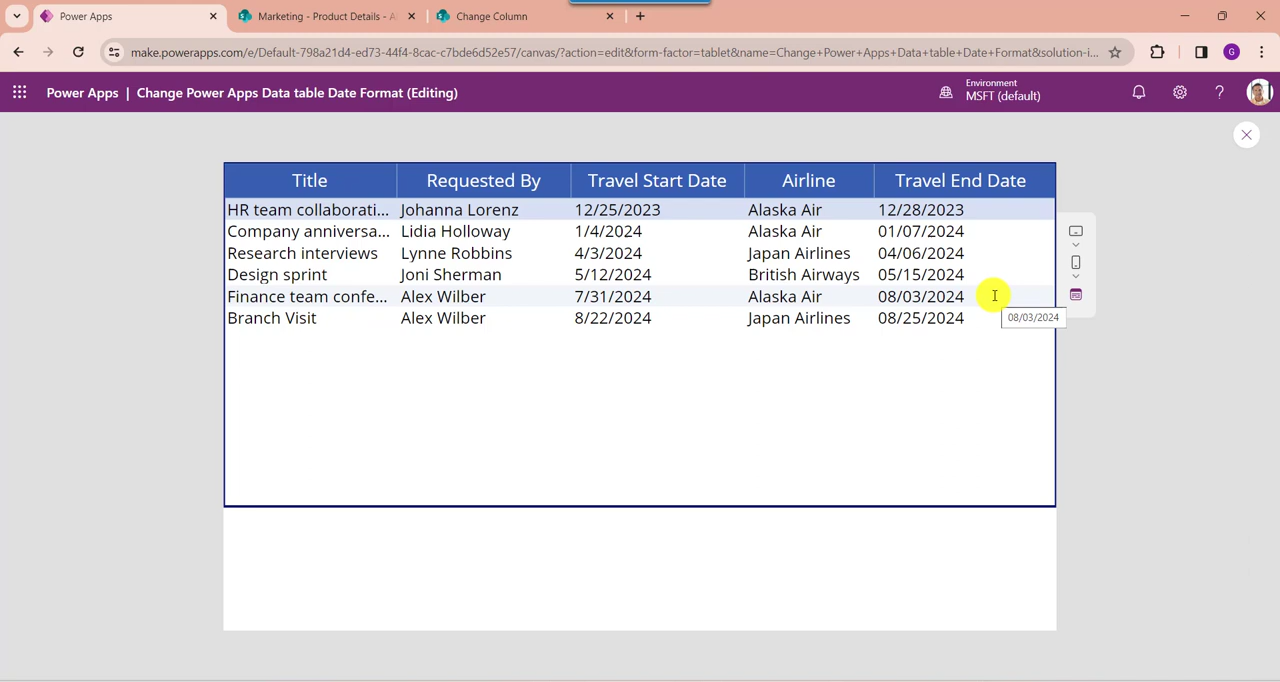 Power Apps
Marketing - Product Details - A
Change Column
make.powerapps.com/e/Default-798a21d4-ed73-44f4-8cac-c7bde6d52e57/canvas/?action=edit&form-factor=tablet&name=Change+Power+Apps+Data+table+Date+Format&solution-i...
G
Power Apps | Change Power Apps Data table Date Format (Editing)
Environment
MSFT (default)
?
Title Requested By Travel Start Date Airline Travel End Date
HR team collaborati... Johanna Lorenz 12/25/2023 Alaska Air 12/28/2023
Company anniversa... Lidia Holloway 1/4/2024 Alaska Air 01/07/2024
Research interviews Lynne Robbins 4/3/2024 Japan Airlines 04/06/2024
Design sprint Joni Sherman 5/12/2024 British Airways 05/15/2024
Finance team confe... Alex Wilber 7/31/2024 Alaska Air 08/03/2024
Branch Visit Alex Wilber 8/22/2024 Japan Airlines 08/25/2024
08/03/2024